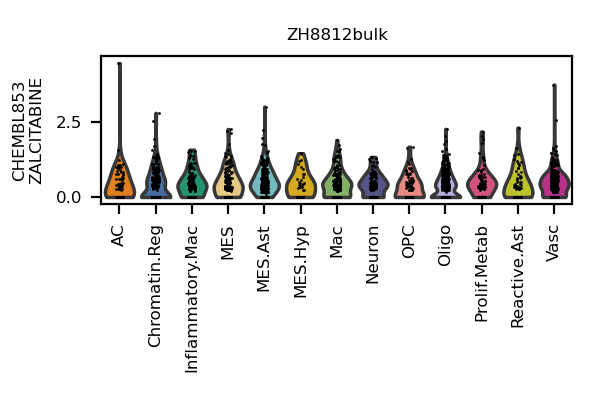 ZH8812bulk
CHEMBL853
ZALCITABINE
2.5
0.0
AC
Chromatin.Reg
Inflammatory.Mac
MES
MES.Ast
MES.Hyp
Mac
Neuron
OPC
Oligo
Prolif.Metab
Reactive.Ast
Vasc